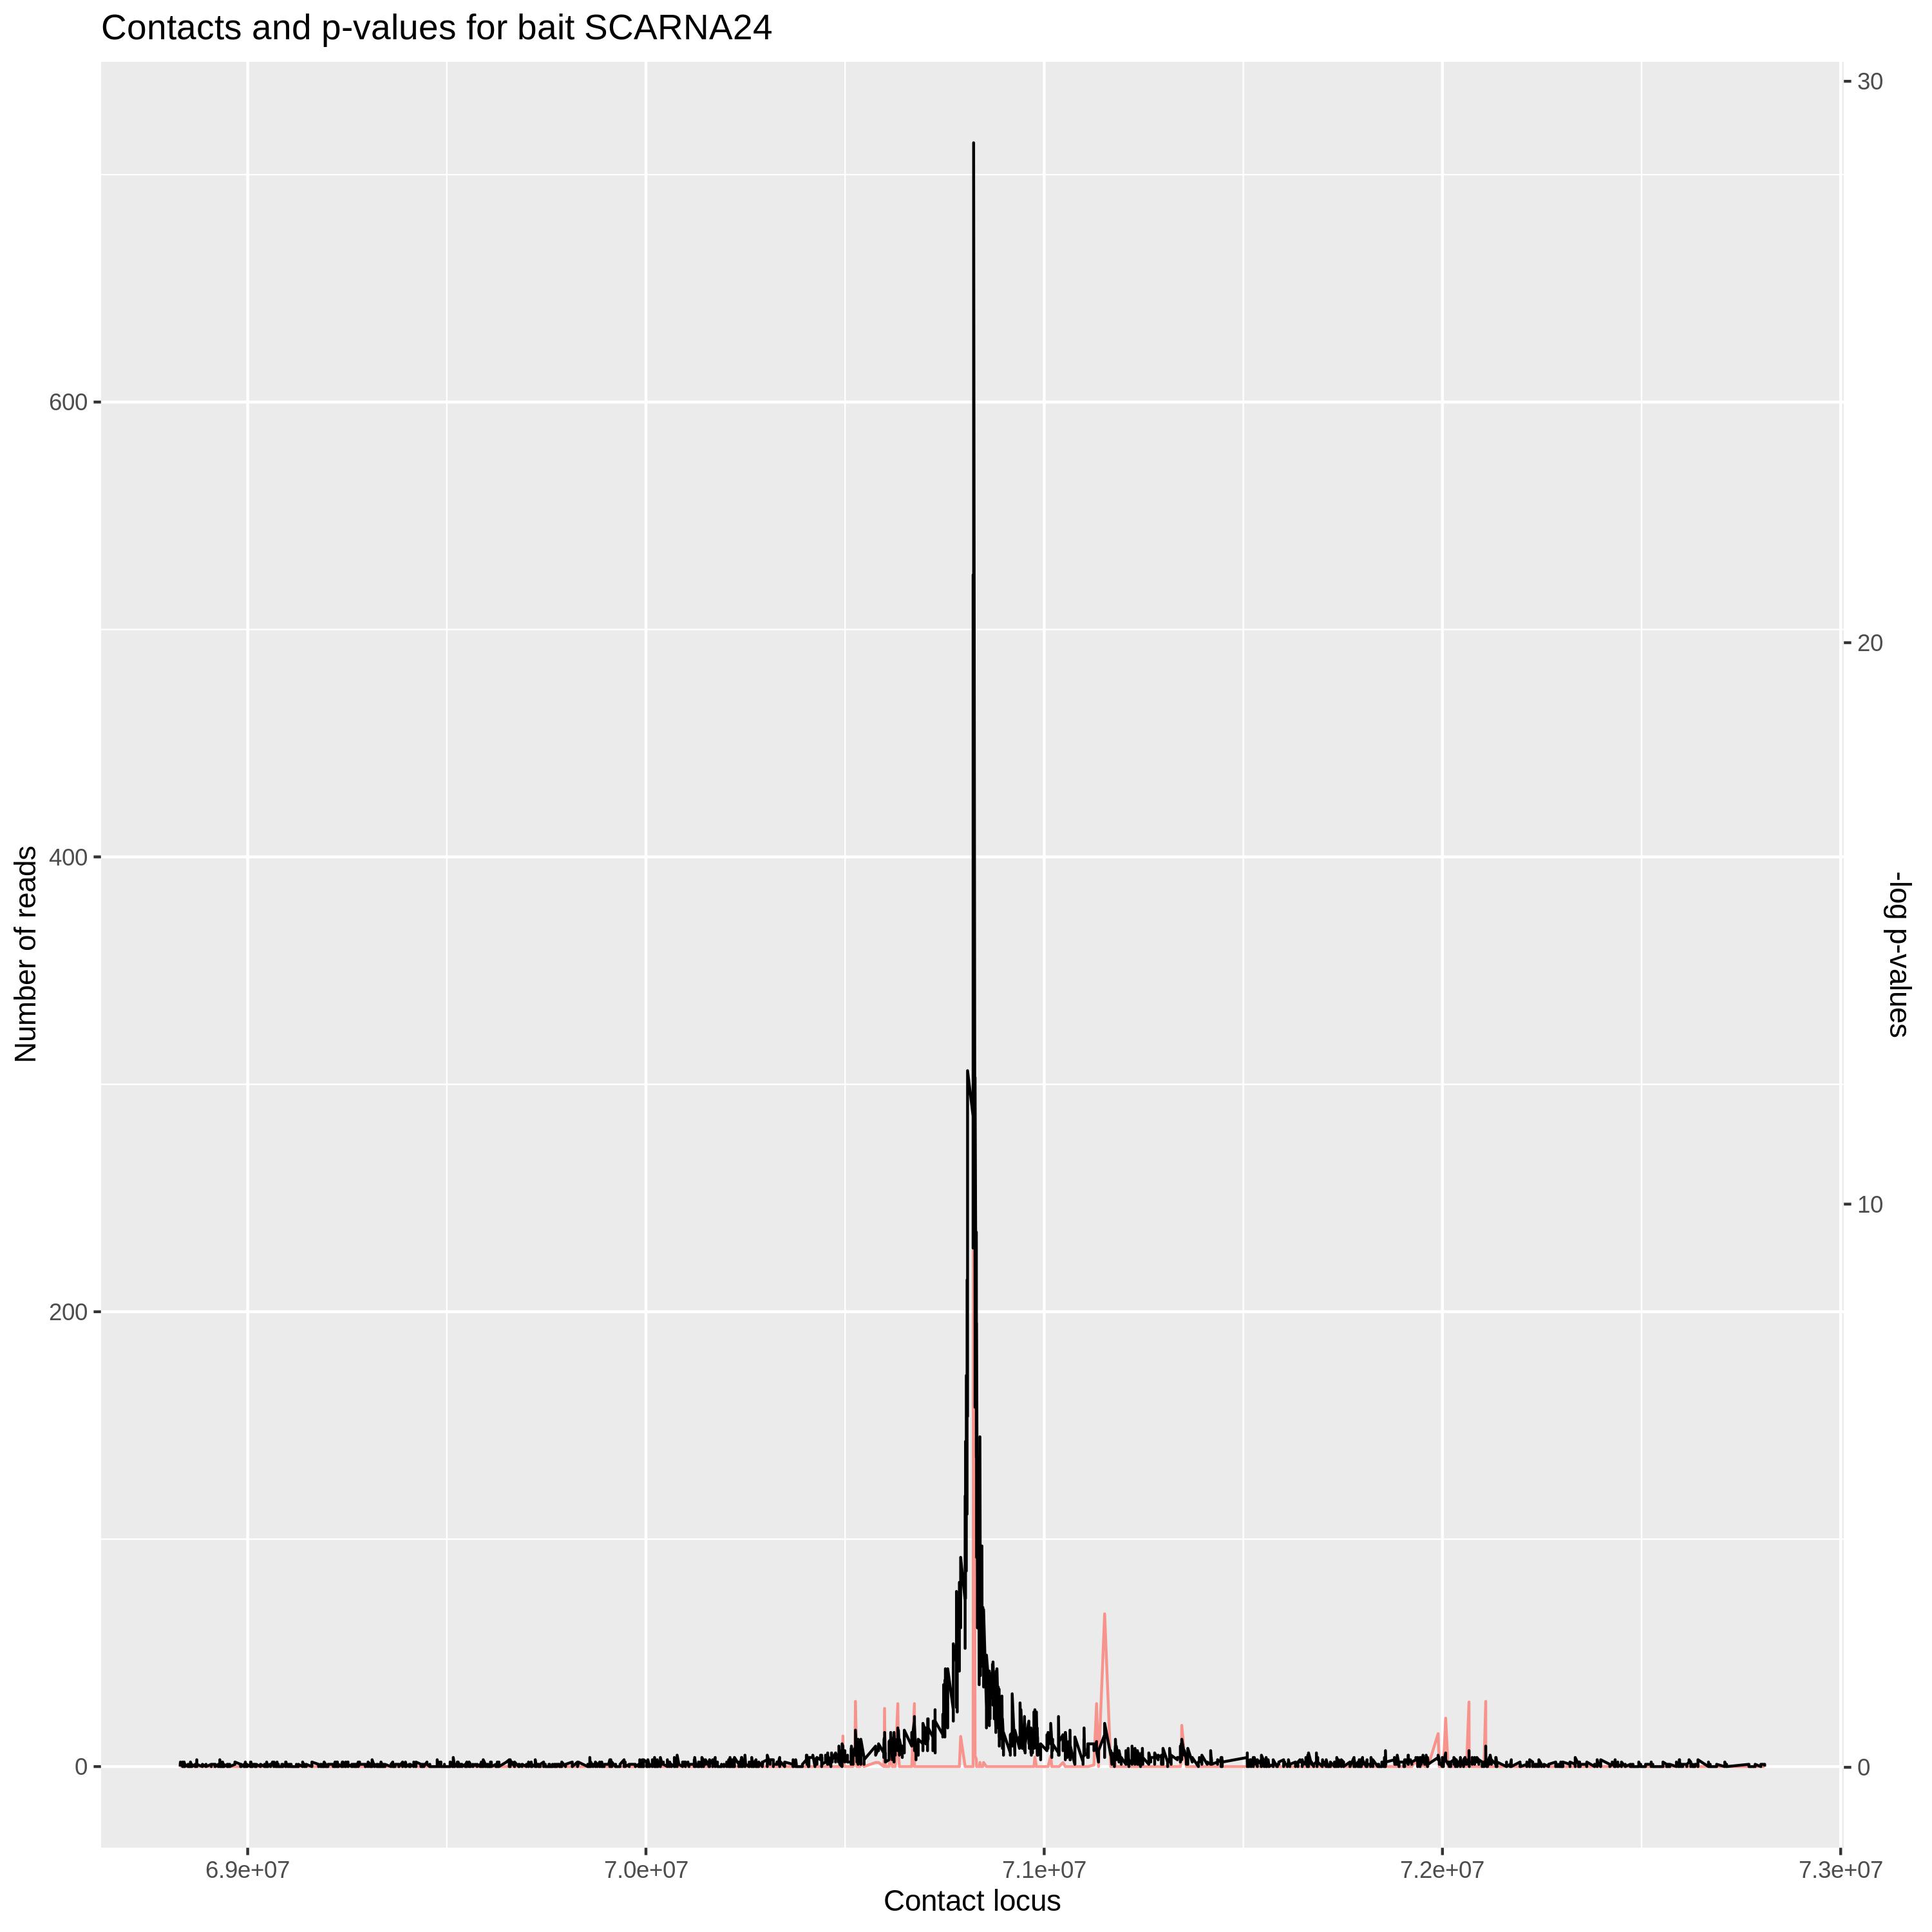 Contacts and p-values for bait SCARNA24
30
600
20
400
Number of reads
-log p-values
10
200
0
0
6.9e+07
7.0e+07
7.1e+07
7.2e+07
7.3e+07
Contact locus